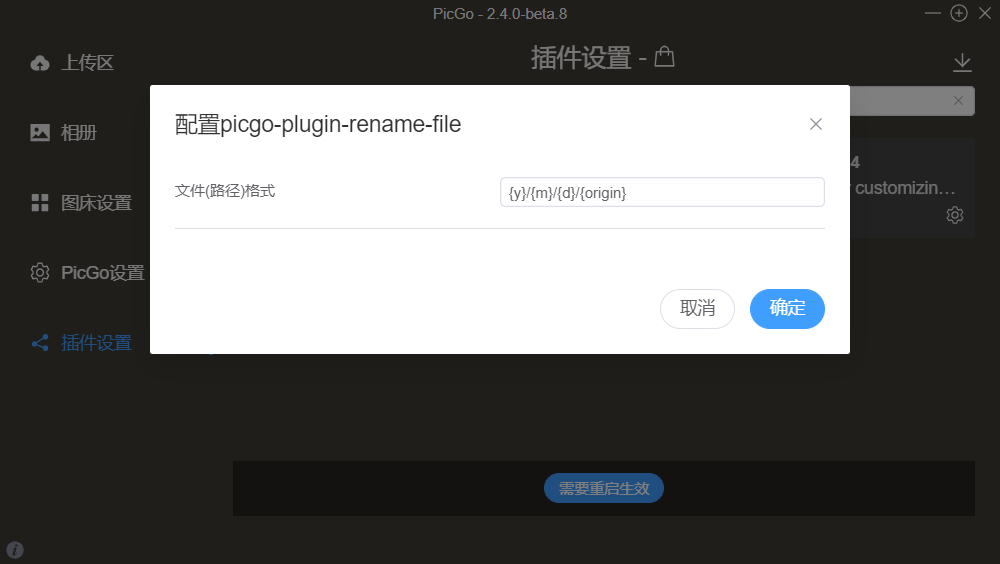 PicGo - 2.4.0-beta.8
上传区
相册
图床设置
PicGo设置
插件设置
插件设置 -
4
customizin…
配置picgo-plugin-rename-file
文件(路径)格式
{y}/{m}/{d}/{origin}
取消
确定
需要重启生效